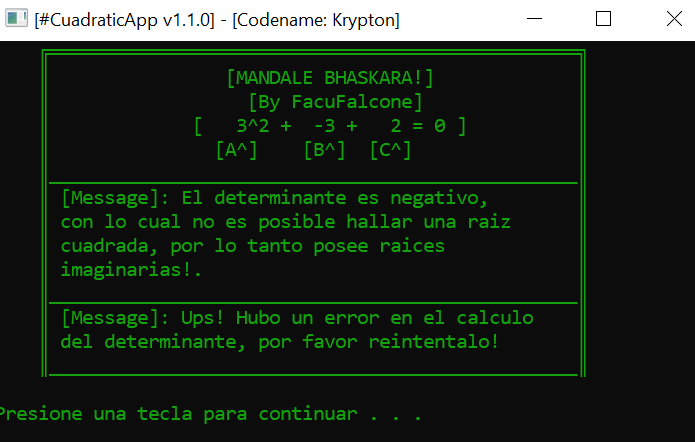 [#CuadraticApp v1.1.0] - [Codename: Krypton]
[MANDALE BHASKARA!]
[By FacuFalcone]
[   3^2 +  -3 +   2 = 0 ]
[A^]    [B^]  [C^]
[Message]: El determinante es negativo,
con lo cual no es posible hallar una raiz
cuadrada, por lo tanto posee raices
imaginarias!.
[Message]: Ups! Hubo un error en el calculo
del determinante, por favor reintentalo!
Presione una tecla para continuar . . .